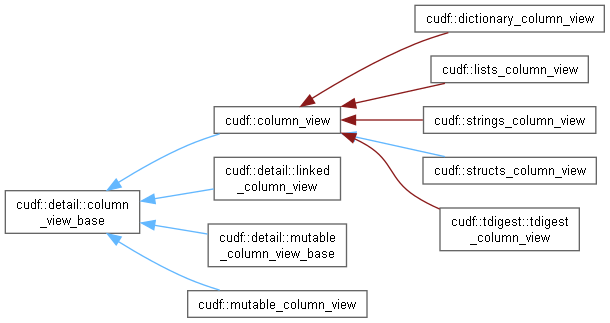 cudf::dictionary_column_view
cudf::lists_column_view
cudf::column_view
cudf::strings_column_view
cudf::structs_column_view
cudf::detail::linked
_column_view
cudf::detail::column
_view_base
cudf::tdigest::tdigest
_column_view
cudf::detail::mutable
_column_view_base
cudf::mutable_column_view